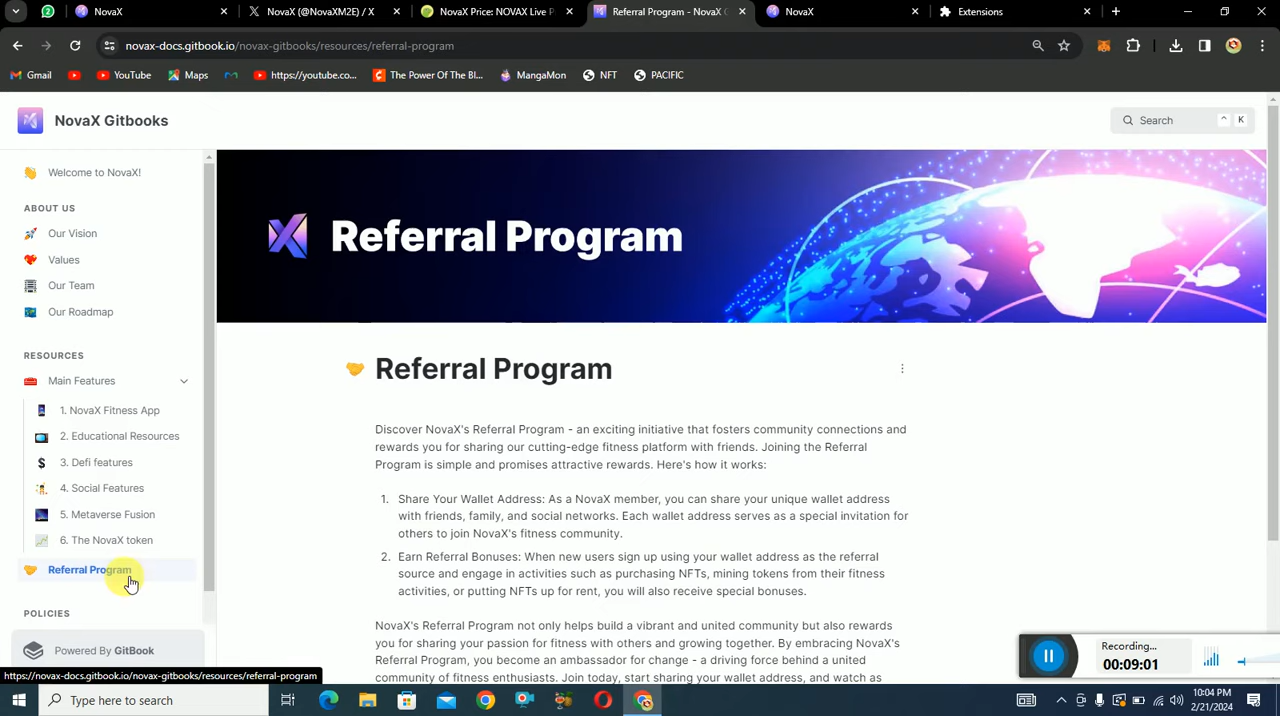 NovaX
NovaX (@NovaXM2E) / X
NovaX Price: NOVAX Live P
Referral Program - NovaX G
NovaX
Extensions
novax-docs.gitbook.io/novax-gitbooks/resources/referral-program
Gmail
YouTube
Maps
https://youtube.co...
The Power Of The Bl...
MangaMon
NFT
PACIFIC
NovaX Gitbooks
Search
^ K
Welcome to NovaX!
ABOUT US
Our Vision
Values
Our Team
Our Roadmap
RESOURCES
Main Features
1. NovaX Fitness App
2. Educational Resources
3. Defi features
4. Social Features
5. Metaverse Fusion
6. The NovaX token
Referral Program
POLICIES
Powered By GitBook
Referral Program
Referral Program
Discover NovaX's Referral Program - an exciting initiative that fosters community connections and
rewards you for sharing our cutting-edge fitness platform with friends. Joining the Referral
Program is simple and promises attractive rewards. Here's how it works:
1. Share Your Wallet Address: As a NovaX member, you can share your unique wallet address
with friends, family, and social networks. Each wallet address serves as a special invitation for
others to join NovaX's fitness community.
2. Earn Referral Bonuses: When new users sign up using your wallet address as the referral
source and engage in activities such as purchasing NFTs, mining tokens from their fitness
activities, or putting NFTs up for rent, you will also receive special bonuses.
NovaX's Referral Program not only helps build a vibrant and united community but also rewards
you for sharing your passion for fitness with others and growing together. By embracing NovaX's
Referral Program, you become an ambassador for change - a driving force behind a united
community of fitness enthusiasts. Join today, start sharing your wallet address, and watch as
Recording...
00:09:01
https://novax-docs.gitbook.io/novax-gitbooks/resources/referral-program
Type here to search
10:04 PM
2/21/2024